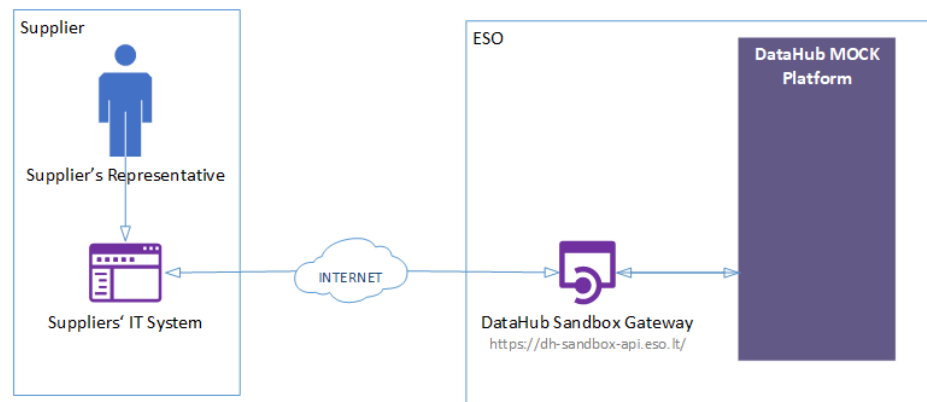 Supplier
Supplier’s Representative
Suppliers‘ IT System
INTERNET
ESO
DataHub Sandbox Gateway
https://dh-sandbox-api.eso.lt/
DataHub MOCK
Platform